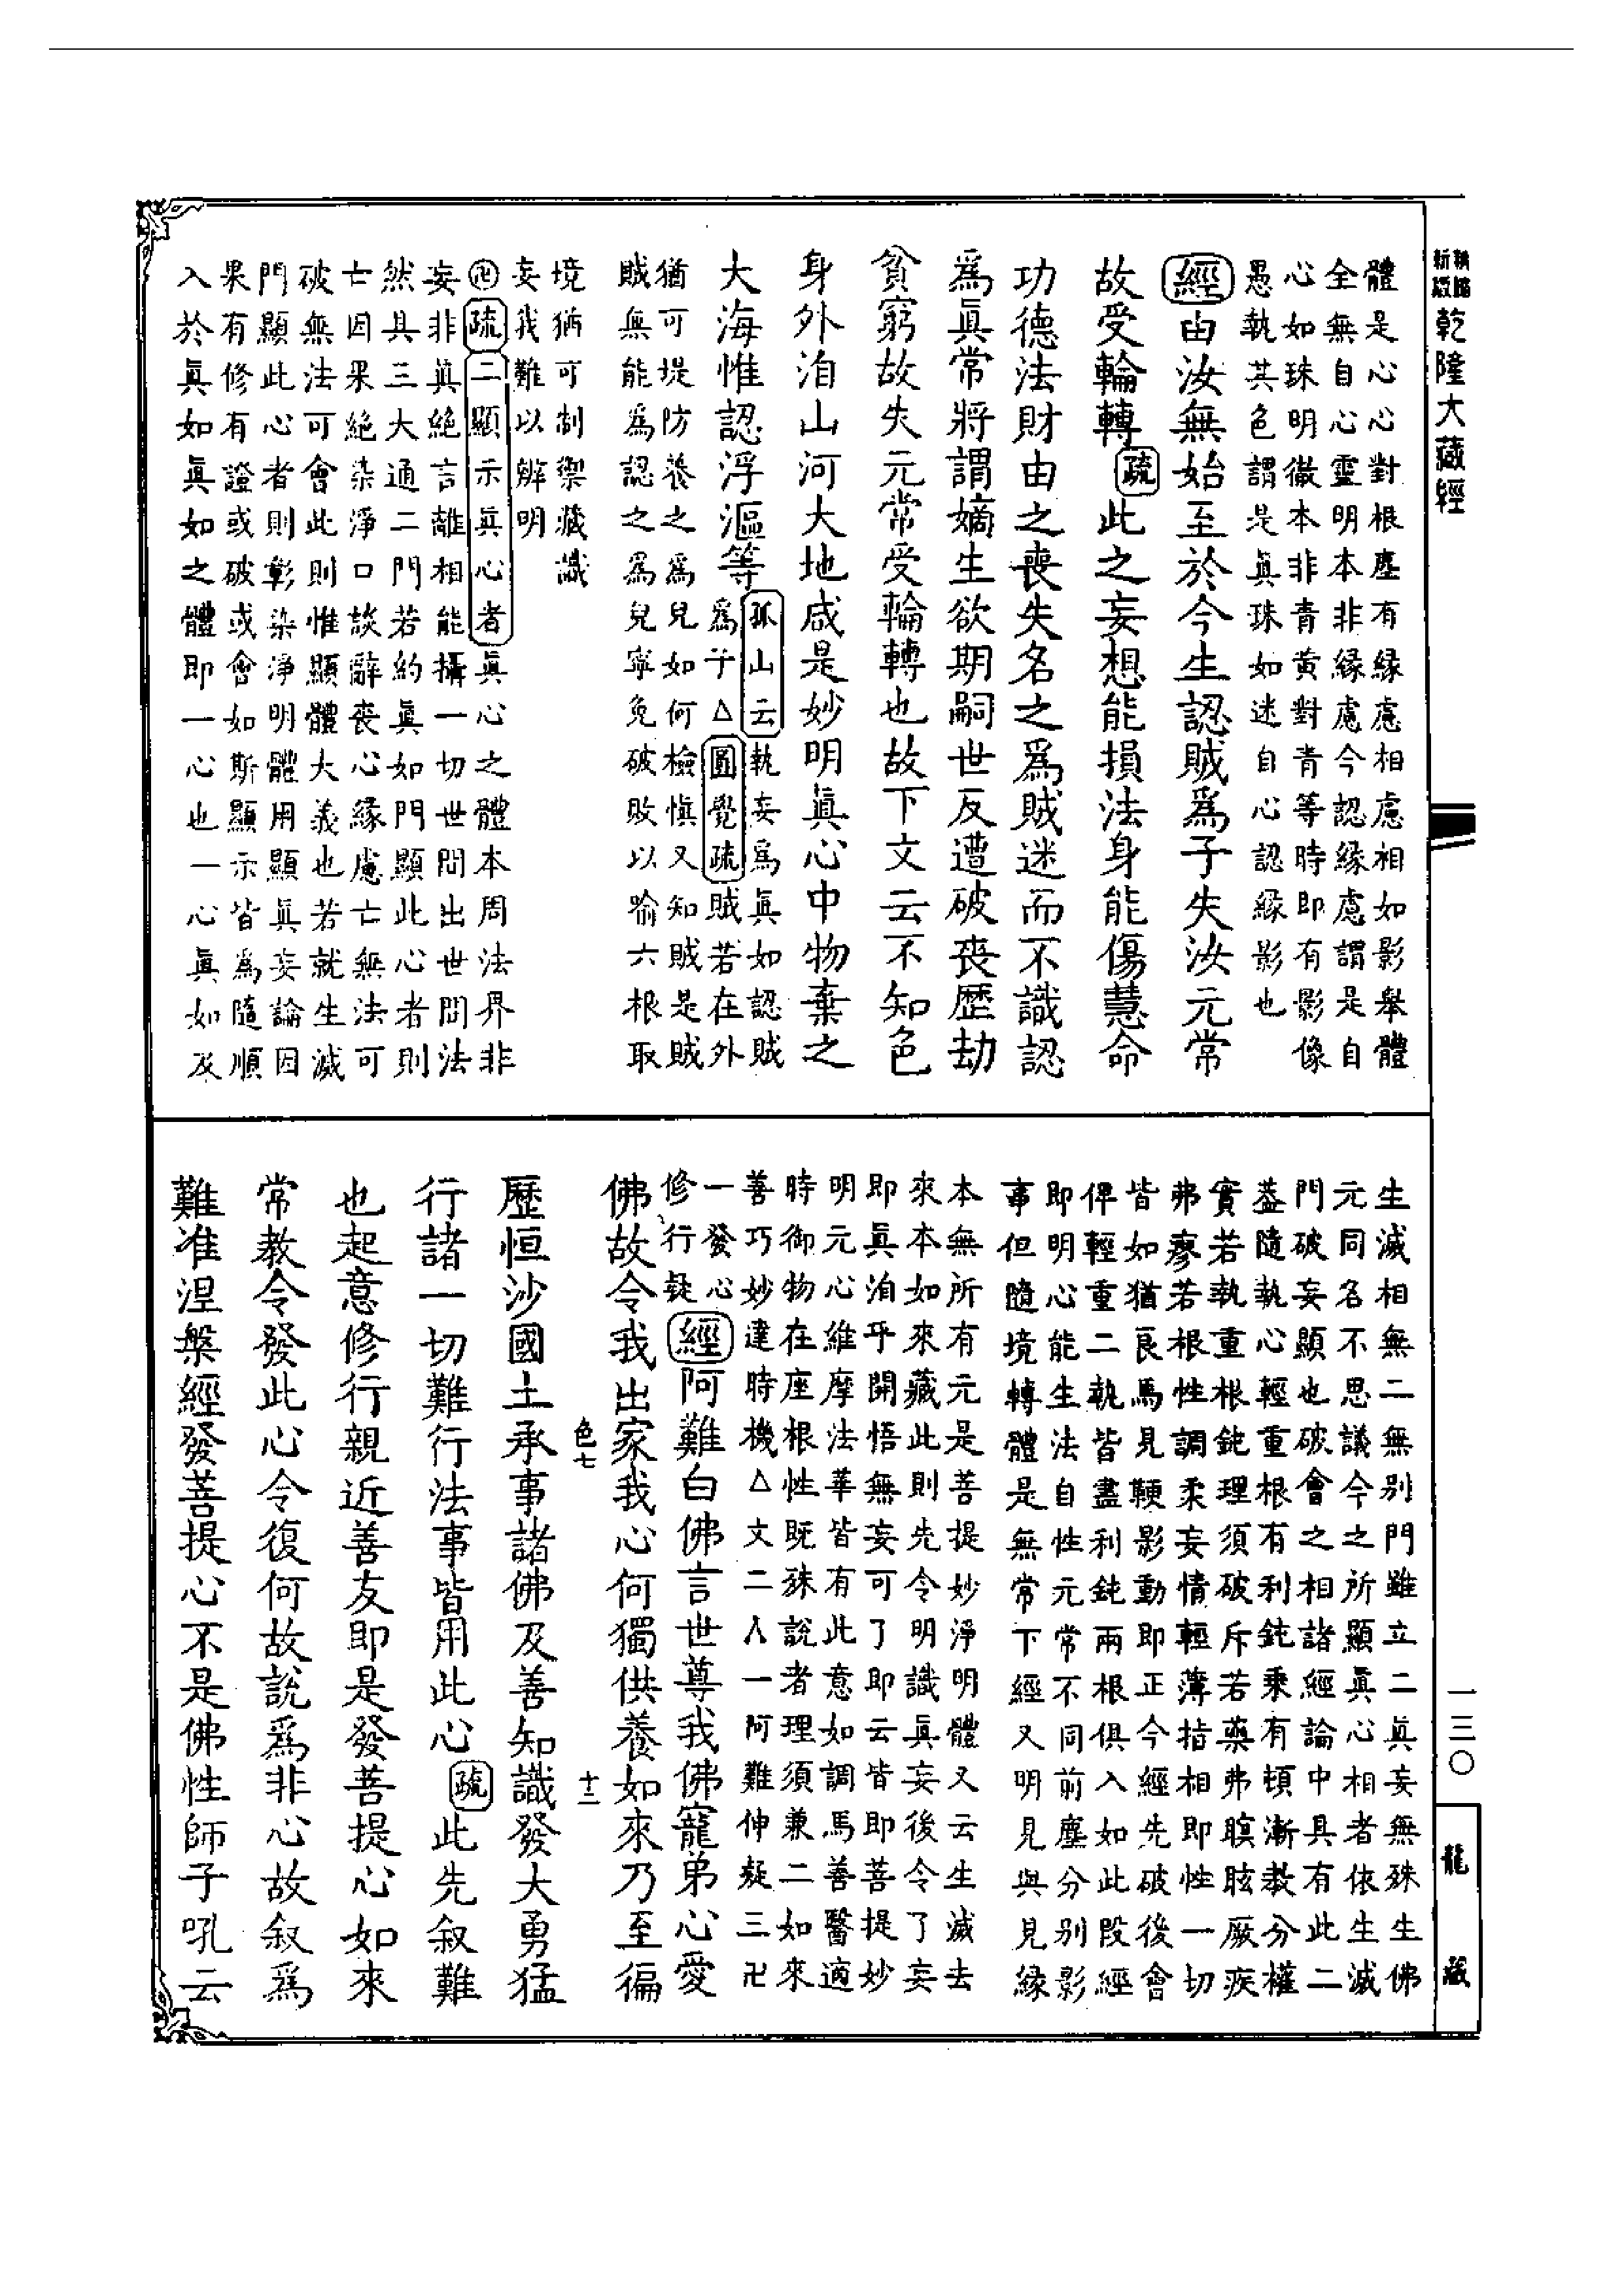 乾隆大藏經
體是心心對根塵有緣慮相慮相如影舉體
全無自心靈明本非緣慮今認緣慮謂是自
心如珠明徹本非青黃對青等時即有影像
愚執其色謂是眞珠如迷自心認緣影也
經由汝無始至於今生認賊爲子失汝元常
故受輪轉疏此之妄想能損法身能傷慧命
功德法財由之喪失名之爲賊迷而不識認
爲眞常將謂嫡生欲期嗣世反遭破喪歷劫
貧窮故失元常受輪轉也故下文云不知色
身外洎山河大地咸是妙明眞心中物棄之
大海惟認浮漚等
孤山云執妄爲眞如認賊
爲子△圓覺疏賊若在外
猶可堤防養之爲兒如何檢慎又知賊是賊
賊無能爲認之爲兒寧免破敗以喻六根取
境猶可制禦藏識
妄我難以辨明
卍疏二顯示眞心者眞心之體本周法界非
妄非眞絕言離相能攝一切世間出世間法
然具三大通二門若約眞如門顯此心者則
亡因果絕染淨口談辭喪心緣慮亡無法可
破無法可會此則惟顯體大義也若就生滅
門顯此心者則彰染淨明體用顯眞妄論因
果有修有證或破或會如斯顯示皆爲隨順
入於眞如眞如之體即一心也一心眞如及
生滅相無二無別門雖立二眞妄無殊生佛
元同名不思議今之所顯眞心相者依生滅
門破妄顯也破會之相諸經論中具有此二
葢隨執心輕重根有利鈍乘有頓漸教分權
實若執重根鈍理須破斥若藥弗瞑眩厥疾
弗廖若根性調柔妄情輕薄指相即性一切
皆如猶良馬見鞭影動即正今經先破後會
俾輕重二執皆盡利鈍兩根俱入如此段經
即明心能生法自性元常不同前塵分別影
事但隨境轉體是無常下經又明見與見緣
本無所有元是菩提妙淨明體又云生滅去
來本如來藏此則先令明識眞妄後令了妄
即眞洎乎開悟無妄可了即云皆即菩提妙
明元心維摩法華皆有此意如調馬善醫適
時御物在座根性既殊說者理須兼二如來
善巧妙達時機△文二人一阿難伸疑三卍
一發心
修行疑
經阿難白佛言世尊我佛寵弟心愛
佛故令我出家我心何獨供養如來乃至徧
色七
十三
歷恒沙國土承事諸佛及善知識發大勇猛
行諸一切難行法事皆用此心疏此先叙難
也起意修行親近善友即是發菩提心如來
常教令發此心令復何故說爲非心故叙爲
難准涅槃經發菩提心不是佛性師子吼云
一三〇
龍藏